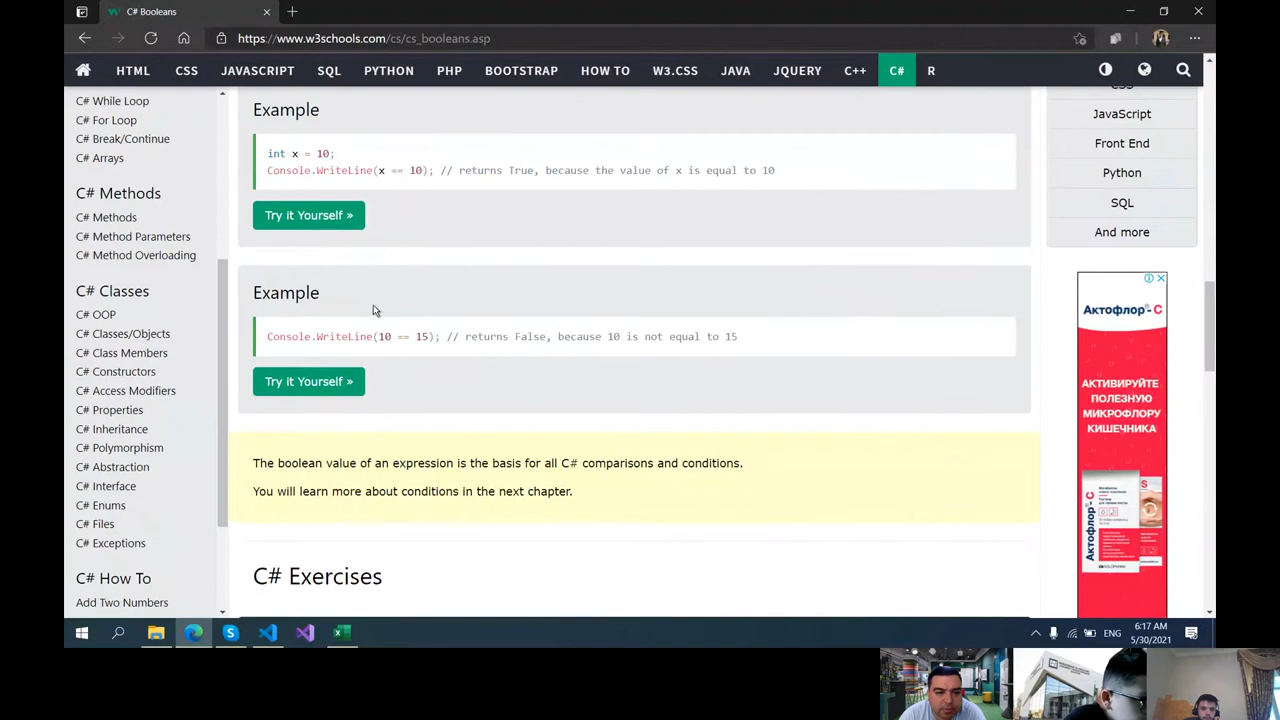 C# Booleans
https://www.w3schools.com/cs/cs_booleans.asp
HTML CSS JAVASCRIPT SQL PYTHON PHP BOOTSTRAP HOW TO W3.CSS JAVA JQUERY C++ C# R
C# While Loop
C# For Loop
C# Break/Continue
C# Arrays
C# Methods
C# Methods
C# Method Parameters
C# Method Overloading
C# Classes
C# OOP
C# Classes/Objects
C# Class Members
C# Constructors
C# Access Modifiers
C# Properties
C# Inheritance
C# Polymorphism
C# Abstraction
C# Interface
C# Enums
C# Files
C# Exceptions
C# How To
Add Two Numbers
Example
int x = 10;
Console.WriteLine(x == 10); // returns True, because the value of x is equal to 10
Try it Yourself »
Example
Console.WriteLine(10 == 15); // returns False, because 10 is not equal to 15
Try it Yourself »
The boolean value of an expression is the basis for all C# comparisons and conditions.
You will learn more about conditions in the next chapter.
C# Exercises
CSS
JavaScript
Front End
Python
SQL
And more
Актофлор-С
АКТИВИРУЙТЕ
ПОЛЕЗНУЮ
МИКРОФЛОРУ
КИШЕЧНИКА
Актофлор-С
ENG
6:17 AM
5/30/2021